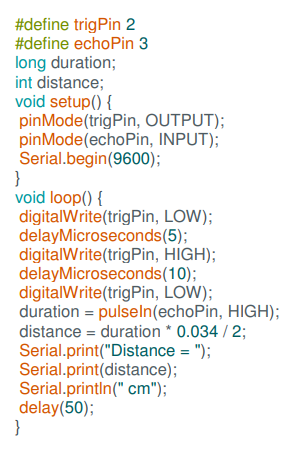 #define trigPin 2
#define echoPin 3
long duration;
int distance;
void setup() {
pinMode(trigPin, OUTPUT);
pinMode(echoPin, INPUT);
Serial.begin(9600);
}
void loop() {
digitalWrite(trigPin, LOW);
delayMicroseconds(5);
digitalWrite(trigPin, HIGH);
delayMicroseconds(10);
digitalWrite(trigPin, LOW);
duration = pulseIn(echoPin, HIGH);
distance = duration * 0.034 / 2;
Serial.print("Distance = ");
Serial.print(distance);
Serial.println(" cm");
delay(50);
}